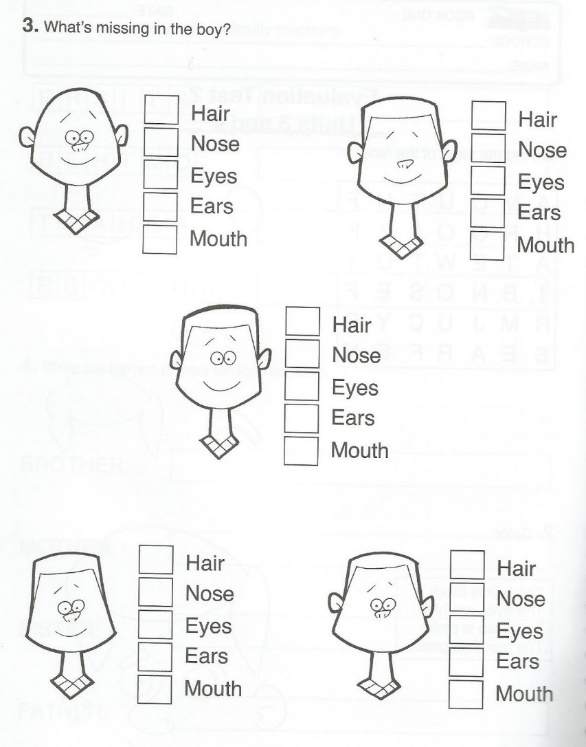 3. What's missing in the boy?
Hair
Nose
Eyes
Ears
Mouth
Hair
Nose
Eyes
Ears
Mouth
Hair
Nose
Eyes
Ears
Mouth
Hair
Nose
Eyes
Ears
Mouth
Hair
Nose
Eyes
Ears
Mouth